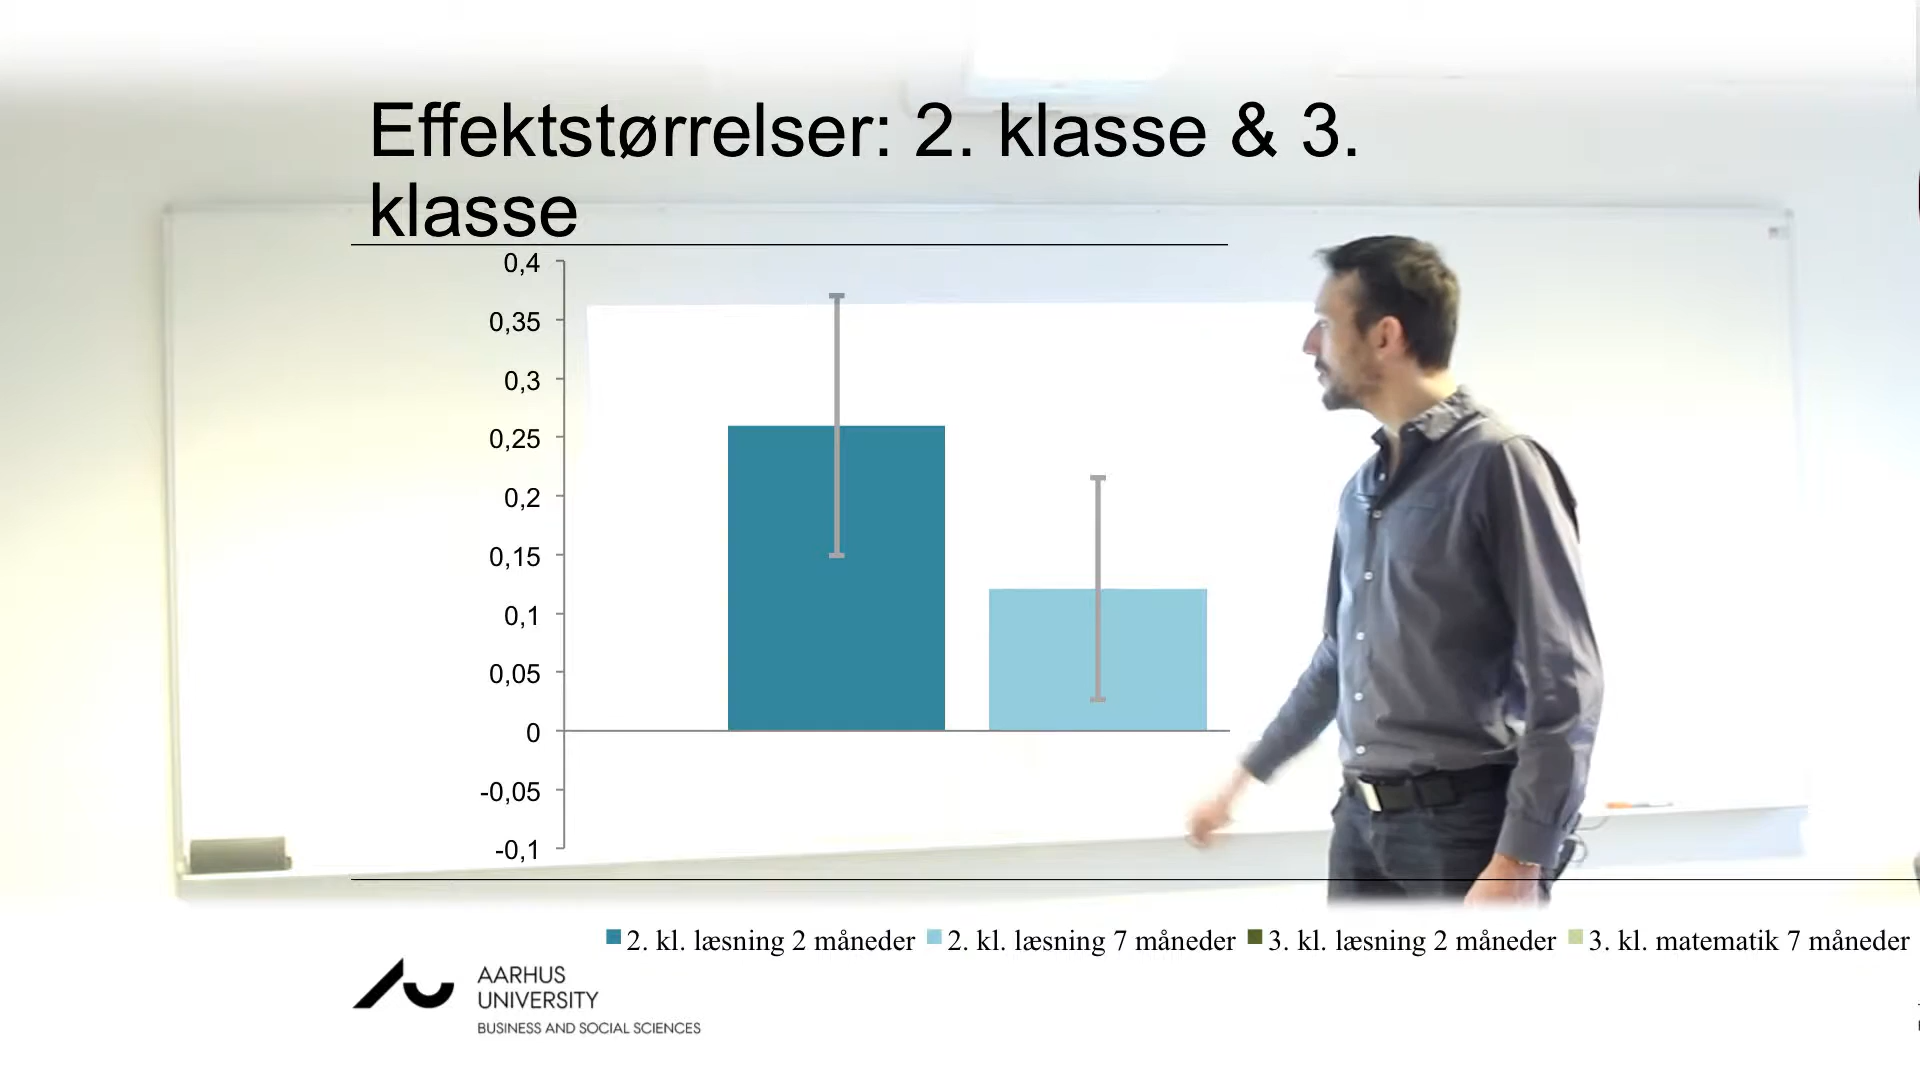 Effektstørrelser: 2. klasse & 3.
klasse
0,4
0,35
0,3
0,25
0,2
0,15
0,1
0,05
0
-0,05
-0,1
2. kl. læsning 2 måneder 2. kl. læsning 7 måneder 3. kl. læsning 2 måneder 3. kl. matematik 7 måneder
AARHUS
UNIVERSITY
BUSINESS AND SOCIAL SCIENCES